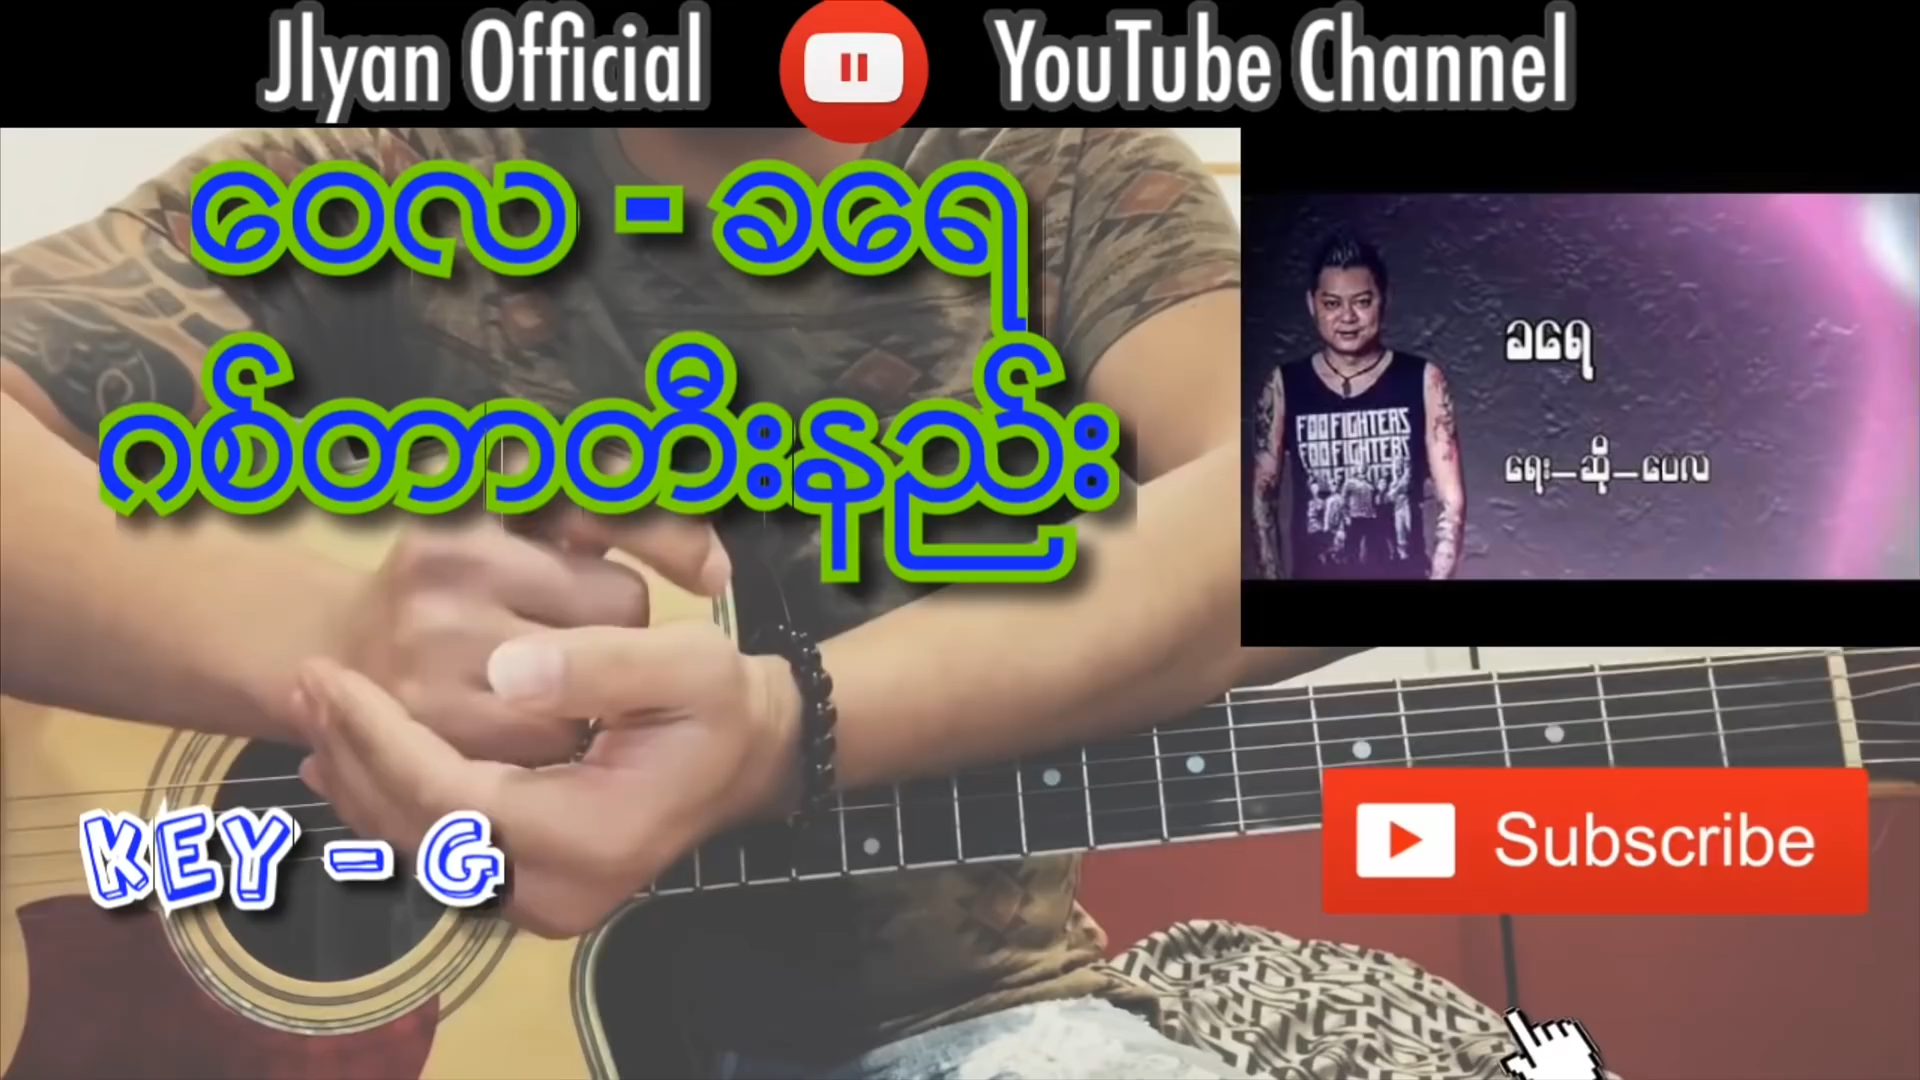 Jlyan Official YouTube Channel
ဝေလ - ခရေ
ဂစ်တာတီးနည်း
ခရေ
ရေး–ဆို–ဝေလ
FOO FIGHTERS
FOO FIGHTERS
KEY - G
Subscribe